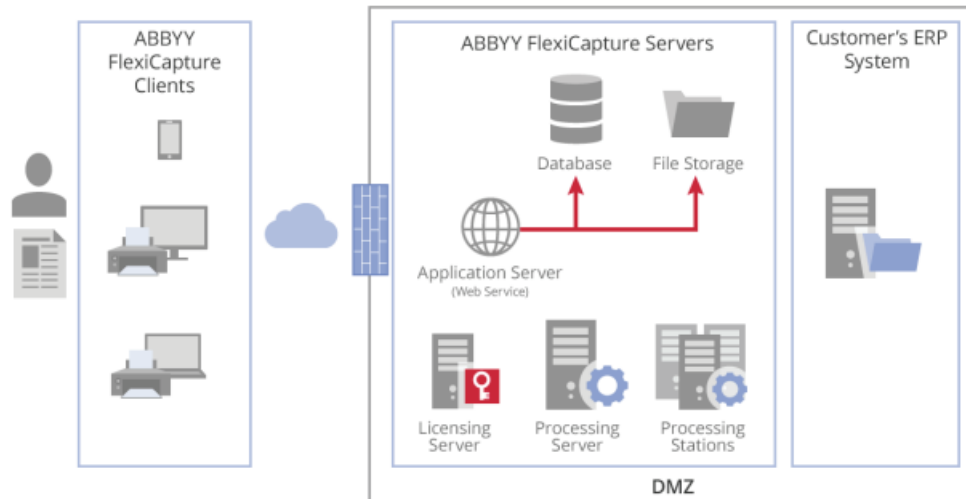 ABBYY
FlexiCapture
Clients
ABBYY FlexiCapture Servers
Customer's ERP
System
Database
File Storage
Application Server
(Web Service)
Licensing
Server
Processing
Server
Processing
Stations
DMZ